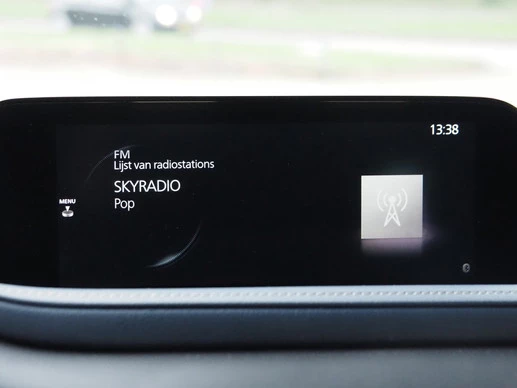 13:38
FM
Lijst van radiostations
SKYRADIO
MENU
Pop